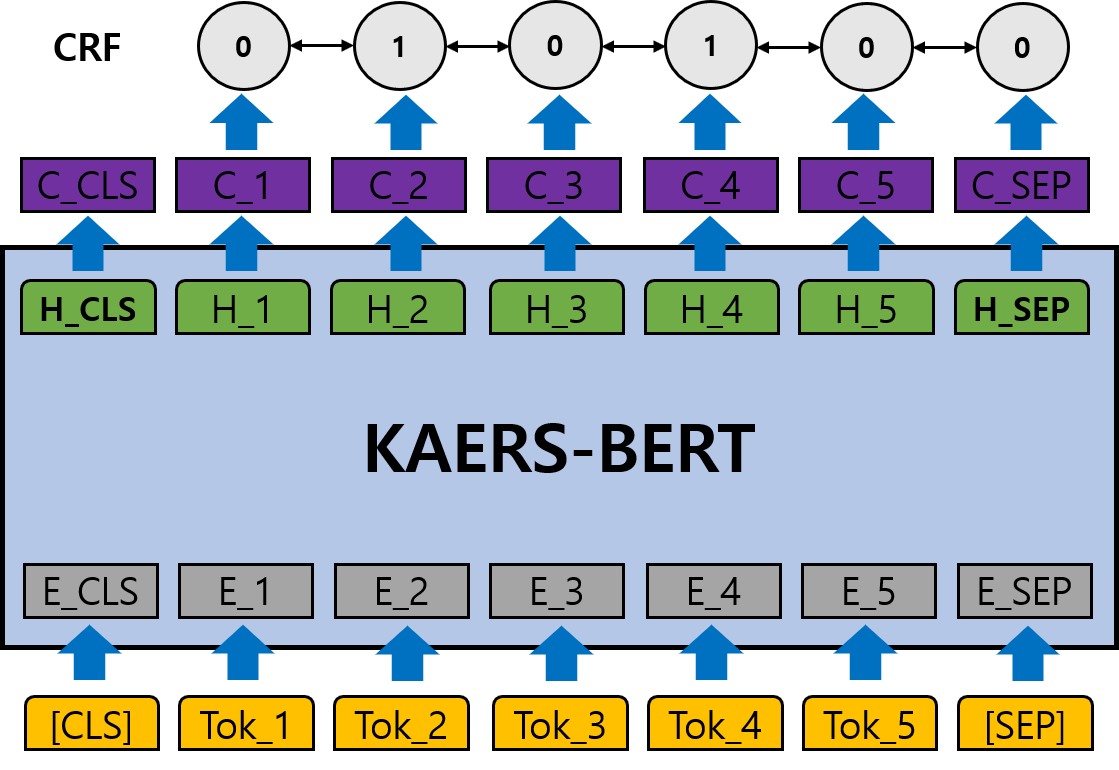 CRF 0 1 0 1 0 0
C_CLS C_1 C_2 C_3 C_4 C_5 C_SEP
H_CLS H_1 H_2 H_3 H_4 H_5 H_SEP
KAERS-BERT
E_CLS E_1 E_2 E_3 E_4 E_5 E_SEP
[CLS] Tok_1 Tok_2 Tok_3 Tok_4 Tok_5 [SEP]